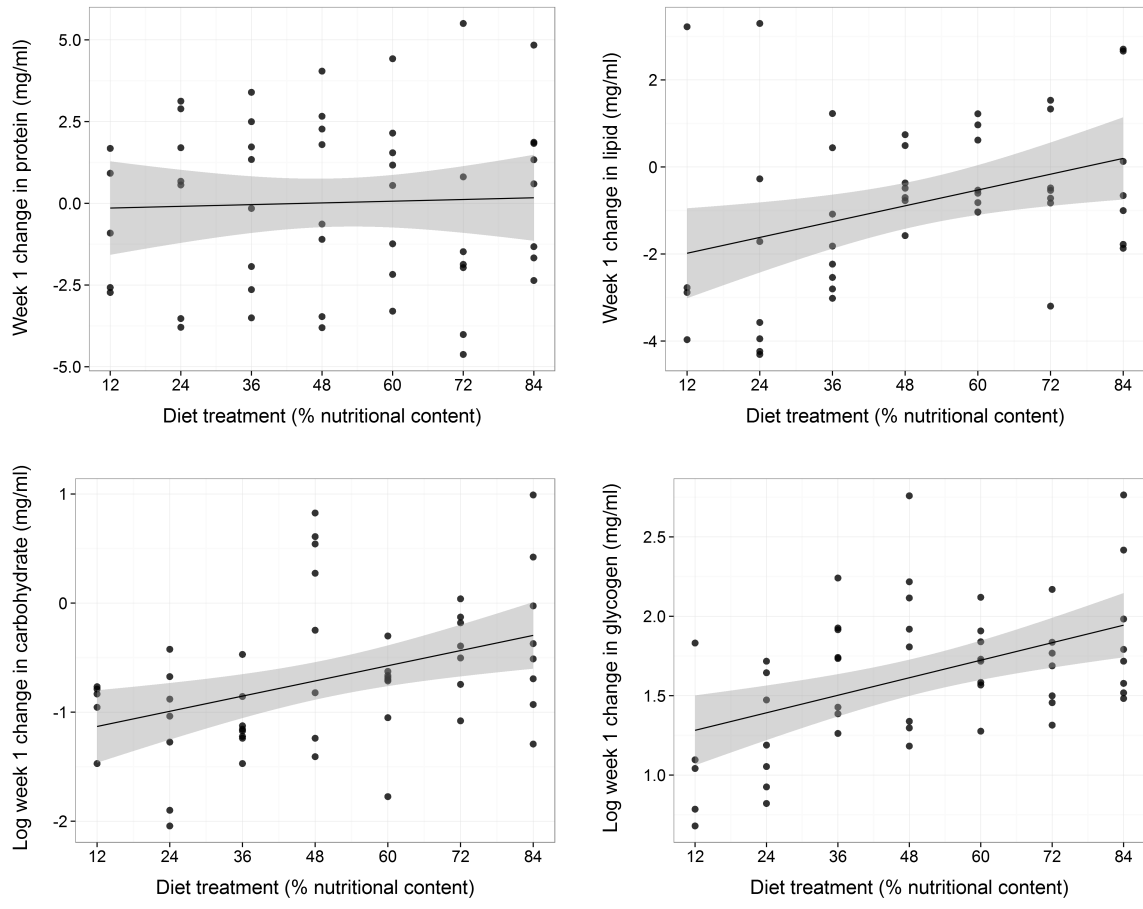 Week 1 change in protein (mg/ml)
5.0
2.5
0.0
-2.5
-5.0
12 24 36 48 60 72 84
Diet treatment (% nutritional content)
Week 1 change in lipid (mg/ml)
2
0
-2
-4
12 24 36 48 60 72 84
Diet treatment (% nutritional content)
Log week 1 change in carbohydrate (mg/ml)
1
0
-1
-2
12 24 36 48 60 72 84
Diet treatment (% nutritional content)
Log week 1 change in glycogen (mg/ml)
2.5
2.0
1.5
1.0
12 24 36 48 60 72 84
Diet treatment (% nutritional content)